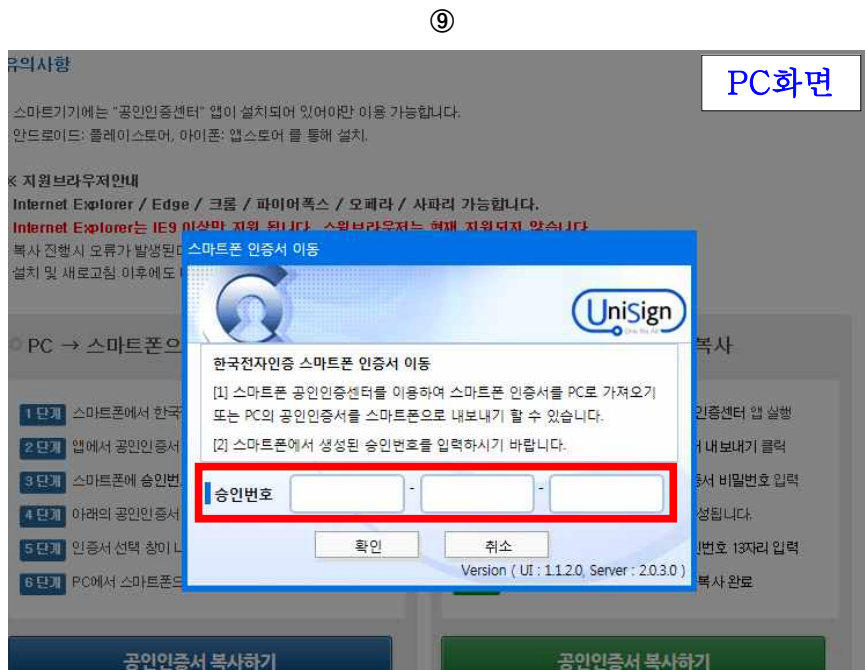 ⑨
유의사항
PC화면
스마트기기에는 "공인인증센터" 앱이 설치되어 있어야만 이용 가능합니다.
안드로이드: 플레이스토어, 아이폰: 앱스토어 를 통해 설치.
※ 지원브라우저안내
Internet Explorer / Edge / 크롬 / 파이어폭스 / 오페라 / 사파리 가능합니다.
Internet Explorer는 IE9 이상만 지원 됩니다. 스윙브라우저는 현재 지원되지 않습니다
복사 진행시 오류가 발생된
설치 및 새로고침 이후에도
스마트폰 인증서 이동
UniSign
한국전자인증 스마트폰 인증서 이동
[1] 스마트폰 공인인증센터를 이용하여 스마트폰 인증서를 PC로 가져오기
또는 PC의 공인인증서를 스마트폰으로 내보내기 할 수 있습니다.
[2] 스마트폰에서 생성된 승인번호를 입력하시기 바랍니다.
승인번호 - -
확인 취소
Version ( UI : 1.1.2.0, Server : 2.0.3.0 )
PC → 스마트폰으
1단계 스마트폰에서 한국
2단계 앱에서 공인인증서
3단계 스마트폰에 승인번
4단계 아래의 공인인증서
5단계 인증서 선택 창이
6단계 PC에서 스마트폰으
공인인증서 복사하기
복사
인증센터 앱 실행
내보내기 클릭
비밀번호 입력
성됩니다.
번호 13자리 입력
복사 완료
공인인증서 복사하기